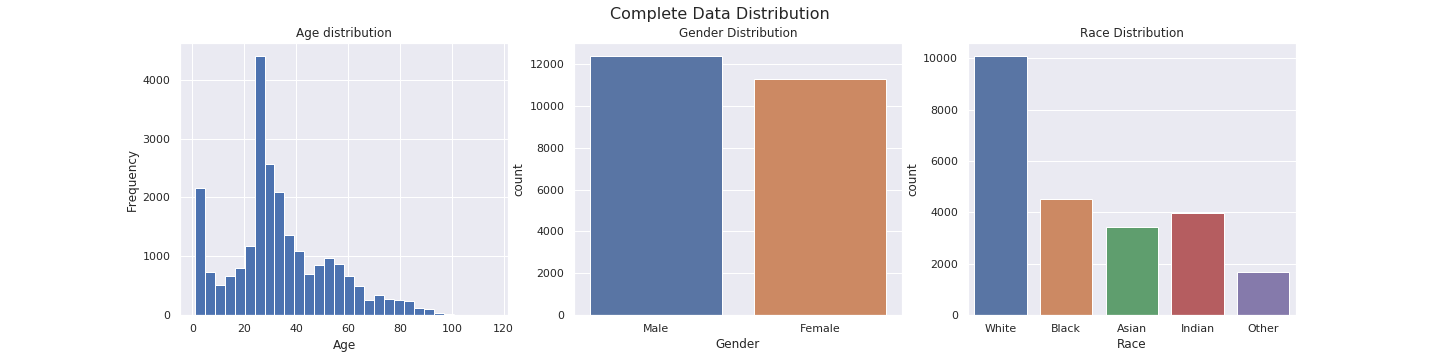 Complete Data Distribution
Age distribution
Frequency
4000
3000
2000
1000
0
0 20 40 60 80 100 120
Age
Gender Distribution
count
12000
10000
8000
6000
4000
2000
0
Male Female
Gender
Race Distribution
count
10000
8000
6000
4000
2000
0
White Black Asian Indian Other
Race